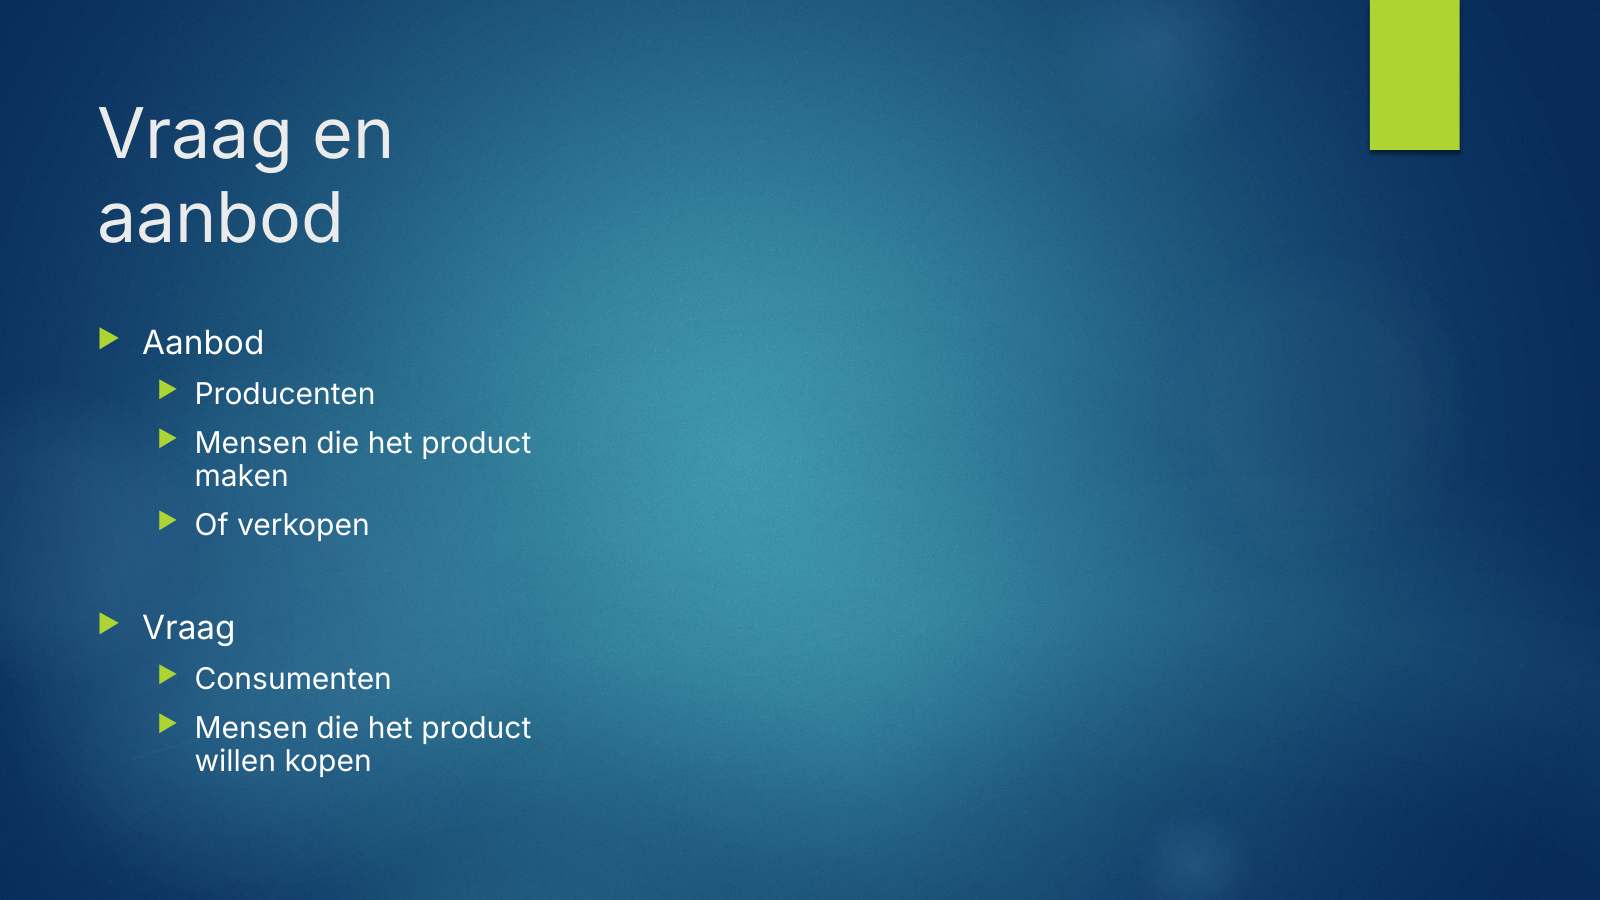 Vraag en
aanbod
Aanbod
Producenten
Mensen die het product
maken
Of verkopen
Vraag
Consumenten
Mensen die het product
willen kopen